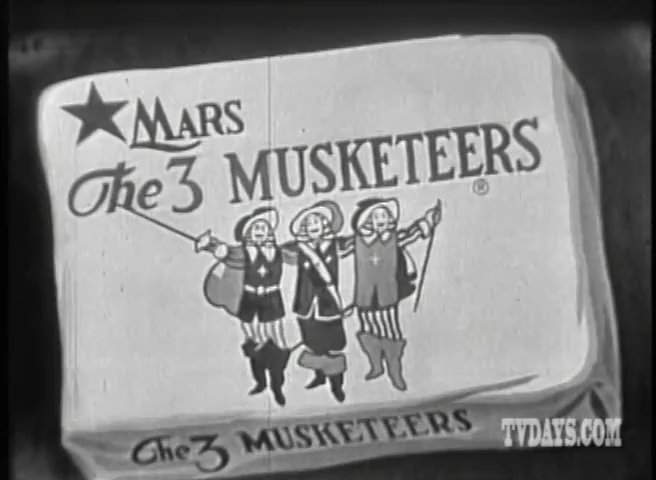 MARS
The 3 MUSKETEERS
®
The 3 MUSKETEERS
TVDAYS.COM